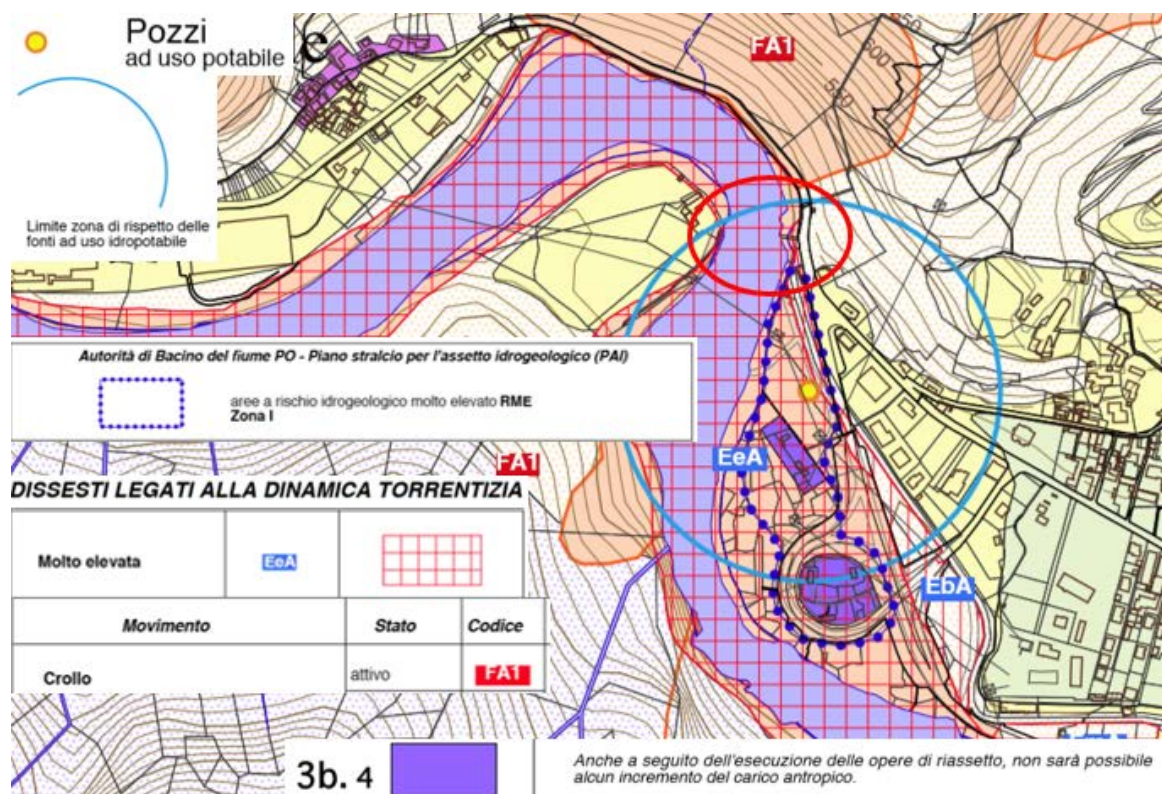 Pozzi
ad uso potabile
e
Limite zona di rispetto delle
fonti ad uso idropotabile
FA1
550
500
550
Autorità di Bacino del fiume PO - Piano stralcio per l'assetto idrogeologico (PAI)
aree a rischio idrogeologico molto elevato RME
Zona I
FA1
EeA
DISSESTI LEGATI ALLA DINAMICA TORRENTIZIA
Molto elevata
EeA
EbA
Movimento
Stato
Codice
Crollo
attivo
FA1
3b. 4
Anche a seguito dell'esecuzione delle opere di riassetto, non sarà possibile
alcun incremento del carico antropico.